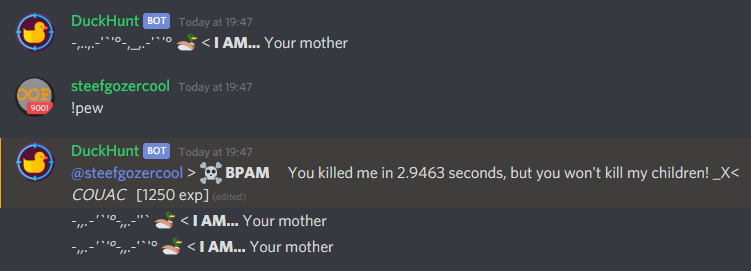 DuckHunt BOT Today at 19:47
-,..,.-'`'°-,_,.-'`'° 🦆 < I AM... Your mother
OOF
9001
steefgozercool Today at 19:47
!pew
DuckHunt BOT Today at 19:47
@steefgozercool > ☠️ BPAM You killed me in 2.9463 seconds, but you won't kill my children! _X<
COUAC [1250 exp] (edited)
-,,.-'`'°,,.-''` 🦆 < I AM... Your mother
-,,.-'`'°-,,.-'`'° 🦆 < I AM... Your mother